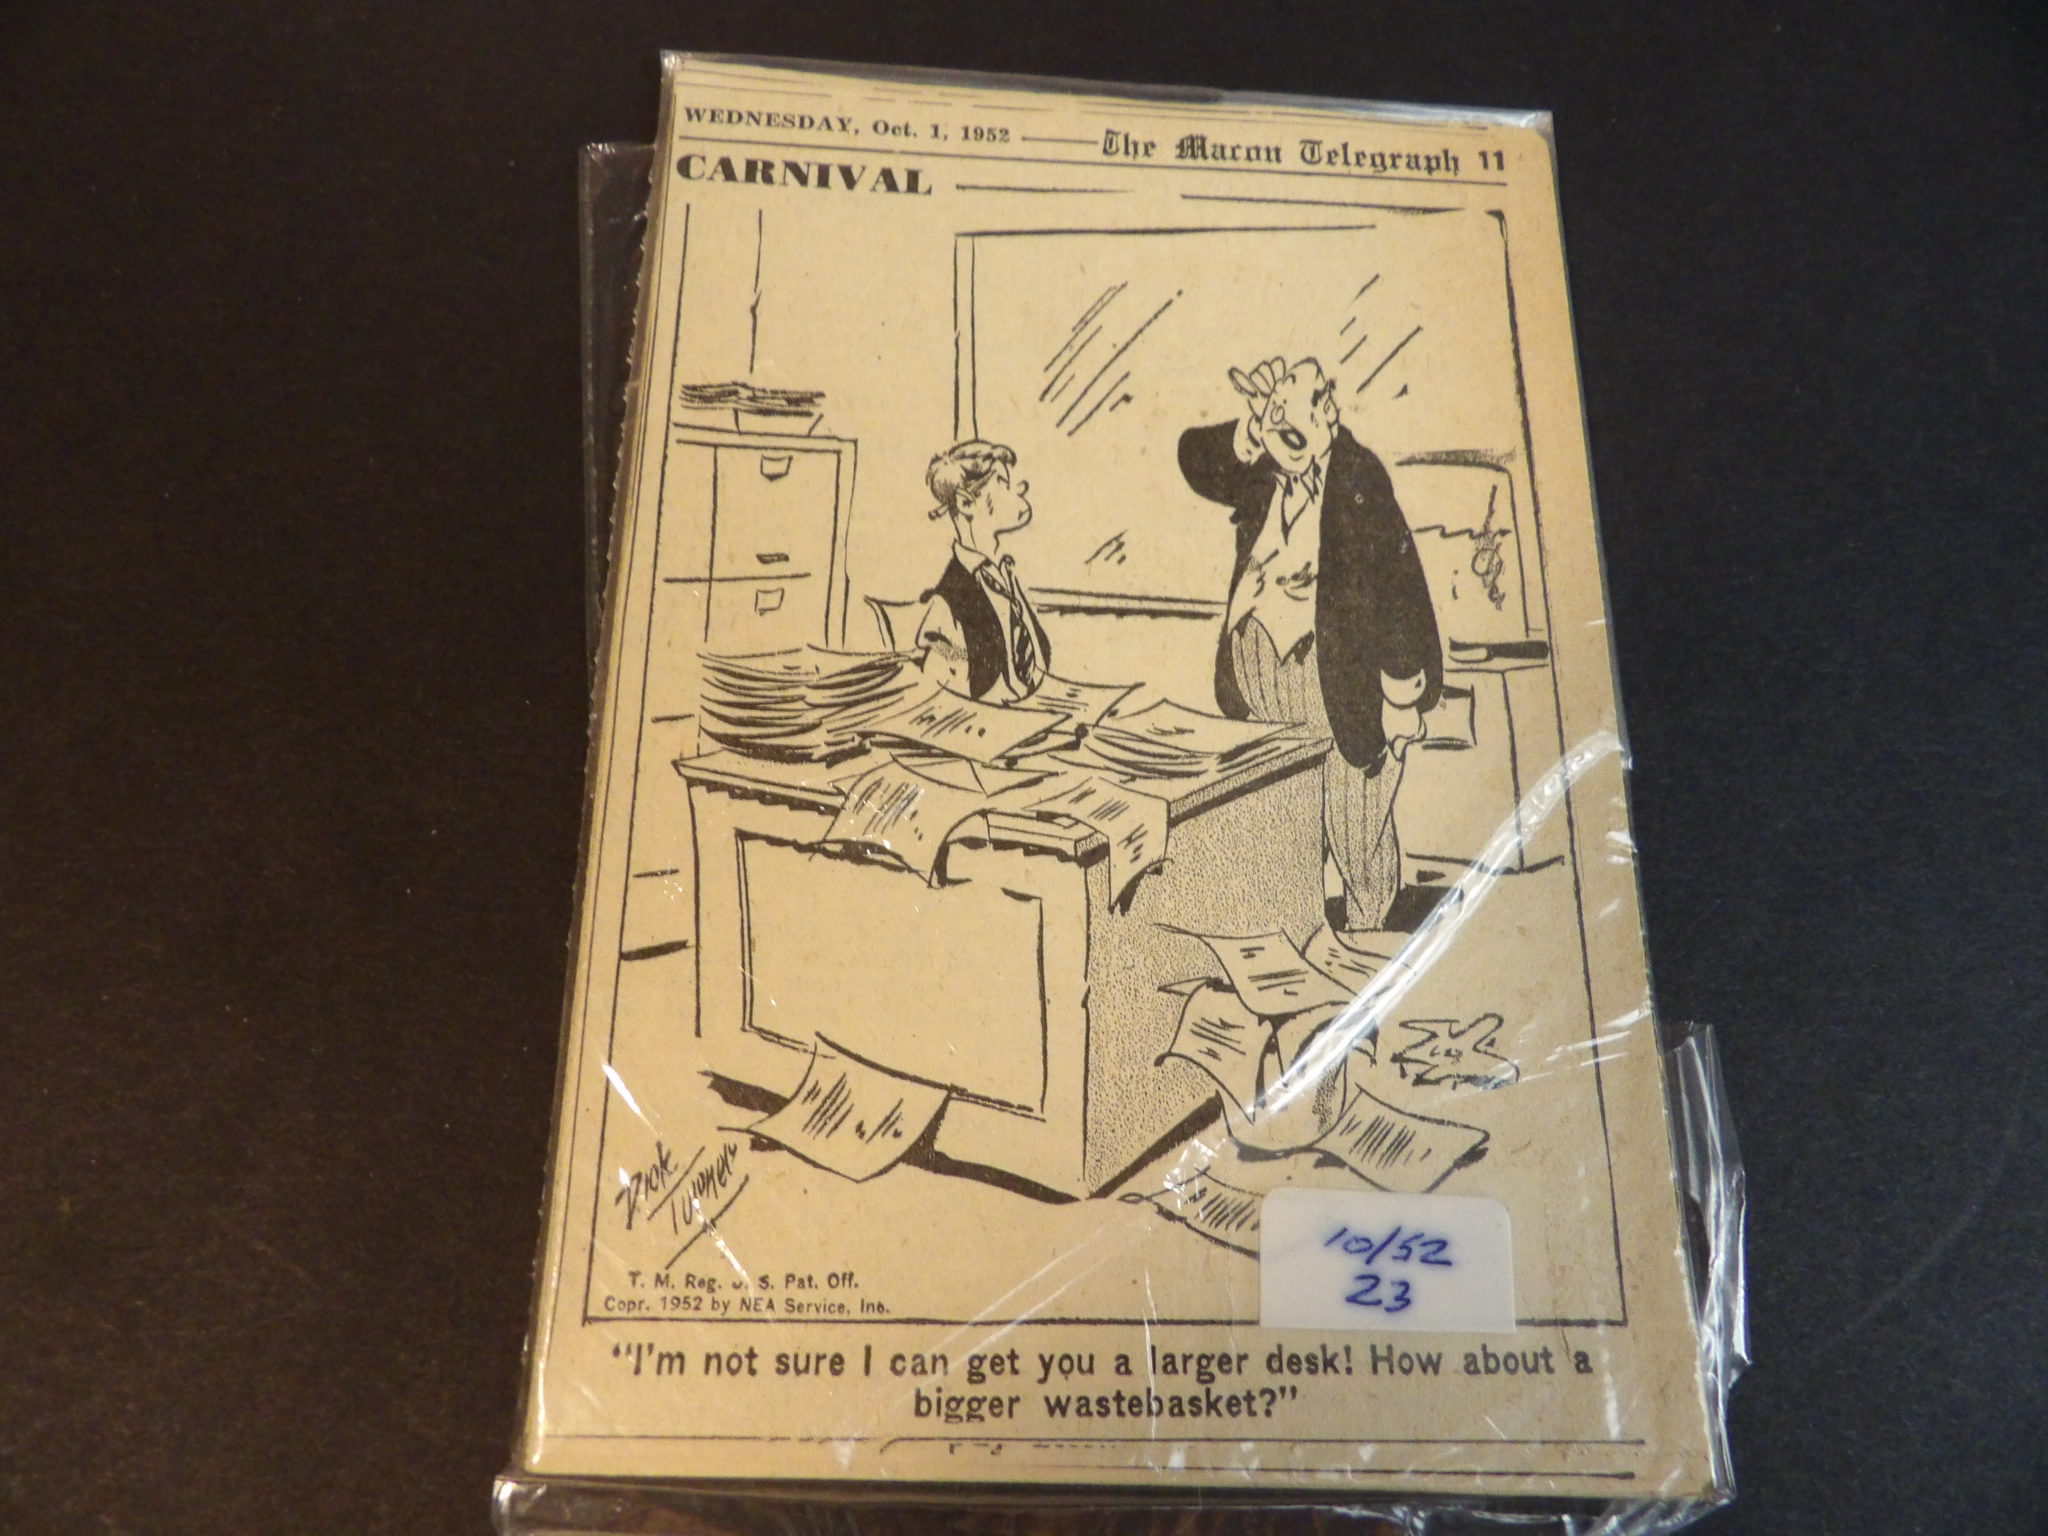 WEDNESDAY, Oct. 1, 1952
The Macon Telegraph 11
CARNIVAL
Dick
Turner
T. M. Reg. U. S. Pat. Off.
Copr. 1952 by NEA Service, Inc.
10/52
23
"I'm not sure I can get you a larger desk! How about a
bigger wastebasket?"